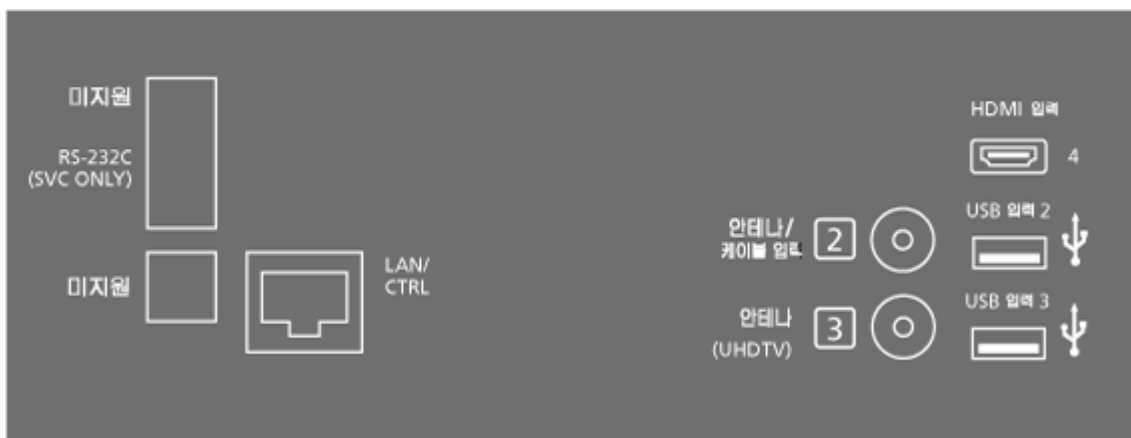 미지원
RS-232C
(SVC ONLY)
미지원
LAN/
CTRL
안테나/
케이블 입력
2
안테나
(UHDTV)
3
HDMI 입력
4
USB 입력 2
USB 입력 3